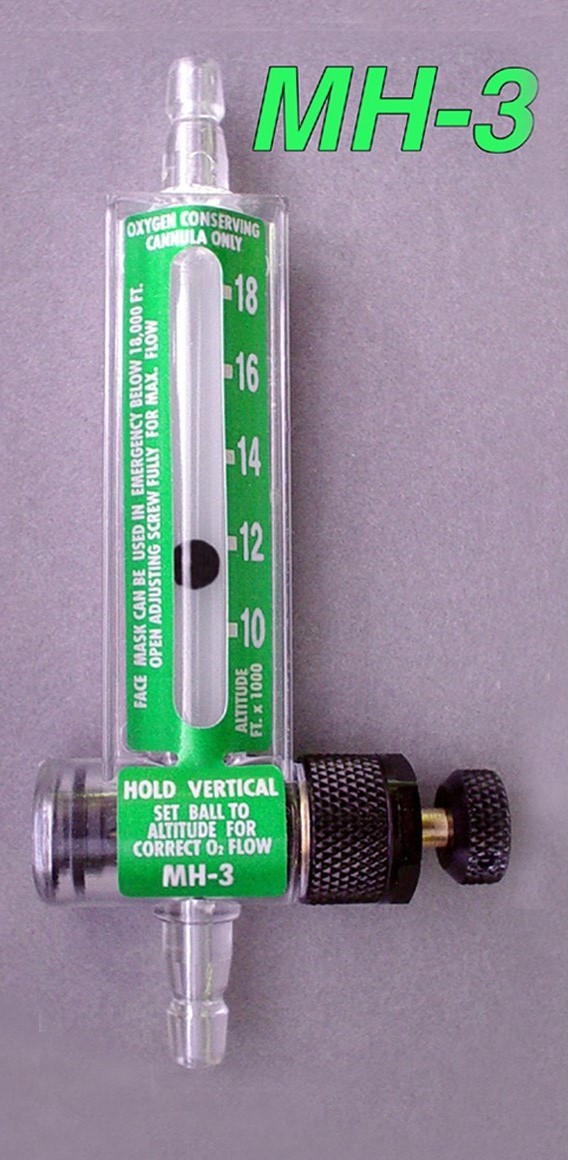 MH-3
OXYGEN CONSERVING
CANNULA ONLY
FACE MASK CAN BE USED IN EMERGENCY BELOW 18,000 FT.
OPEN ADJUSTING SCREW FULLY FOR MAX. FLOW
18
16
14
12
10
ALTITUDE
FT. x 1000
HOLD VERTICAL
SET BALL TO
ALTITUDE FOR
CORRECT O₂ FLOW
MH-3